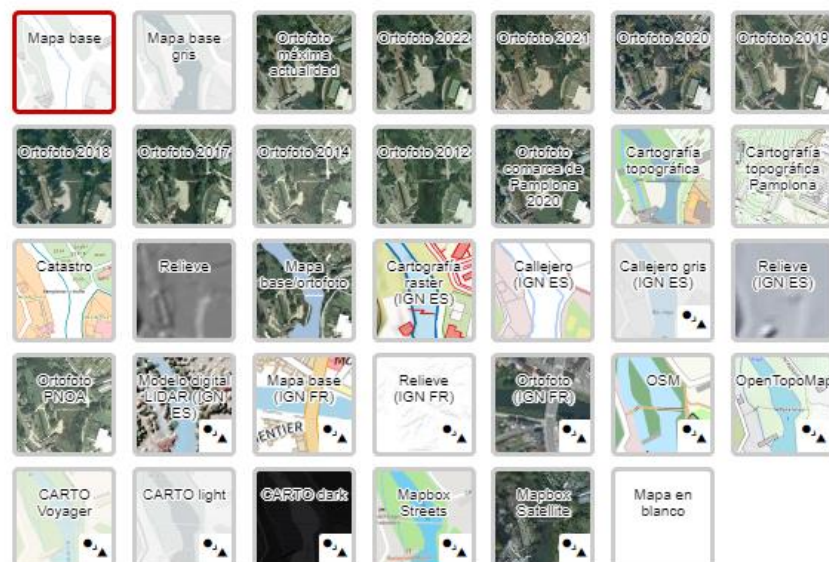 Mapa base
Mapa base
gris
Ortofoto
máxima
actualidad
Ortofoto 2022
Ortofoto 2021
Ortofoto 2020
Ortofoto 2019
Ortofoto 2018
Ortofoto 2017
Ortofoto 2014
Ortofoto 2012
Ortofoto
comarca de
Pamplona
2020
Cartografía
topográfica
Cartografía
topográfica
Pamplona
Catastro
Relieve
Mapa
base/ortofoto
Cartografía
raster
(IGN ES)
Callejero
(IGN ES)
Callejero gris
(IGN ES)
Relieve
(IGN ES)
Ortofoto
PNOA
Modelo digital
LIDAR (IGN
ES)
Mapa base
(IGN FR)
ENTIER
Relieve
(IGN FR)
Ortofoto
(IGN FR)
OSM
OpenTopoMap
CARTO
Voyager
CARTO light
CARTO dark
Mapbox
Streets
Mapbox
Satellite
Mapa en
blanco